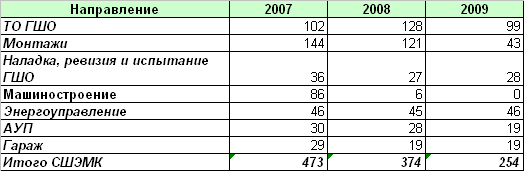 Направление 2007 2008 2009
ТО ГШО 102 128 99
Монтажи 144 121 43
Наладка, ревизия и испытание
ГШО 36 27 28
Машиностроение 86 6 0
Энергоуправление 46 45 46
АУП 30 28 19
Гараж 29 19 19
Итого СШЭМК 473 374 254